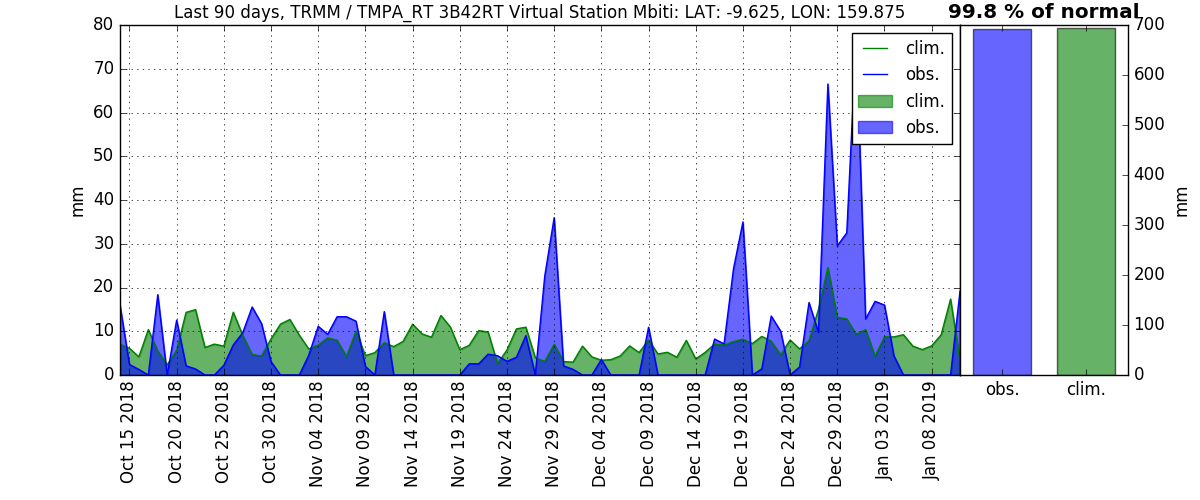 Last 90 days, TRMM / TMPA_RT 3B42RT Virtual Station Mbiti: LAT: -9.625, LON: 159.875
99.8 % of normal
80
70
60
50
40
30
20
10
0
mm
clim.
obs.
clim.
obs.
Oct 15 2018
Oct 20 2018
Oct 25 2018
Oct 30 2018
Nov 04 2018
Nov 09 2018
Nov 14 2018
Nov 19 2018
Nov 24 2018
Nov 29 2018
Dec 04 2018
Dec 09 2018
Dec 14 2018
Dec 19 2018
Dec 24 2018
Dec 29 2018
Jan 03 2019
Jan 08 2019
700
600
500
400
300
200
100
0
mm
obs.
clim.